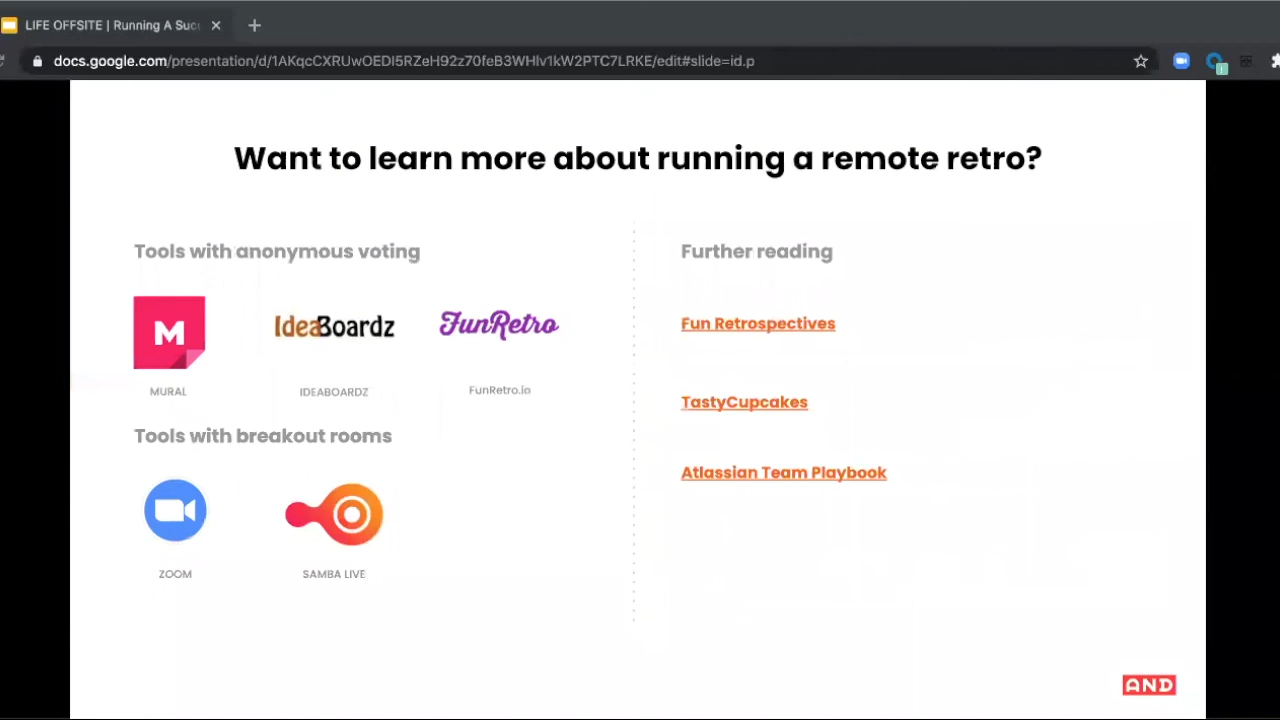 LIFE OFFSITE | Running A Suc
docs.google.com/presentation/d/1AKqcCXRUwOEDI5RZeH92z70feB3WHlv1kW2PTC7LRKE/edit#slide=id.p
Want to learn more about running a remote retro?
Tools with anonymous voting
M
IdeaBoardz
FunRetro
MURAL
IDEABOARDZ
FunRetro.io
Tools with breakout rooms
ZOOM
SAMBA LIVE
Further reading
Fun Retrospectives
TastyCupcakes
Atlassian Team Playbook
AND